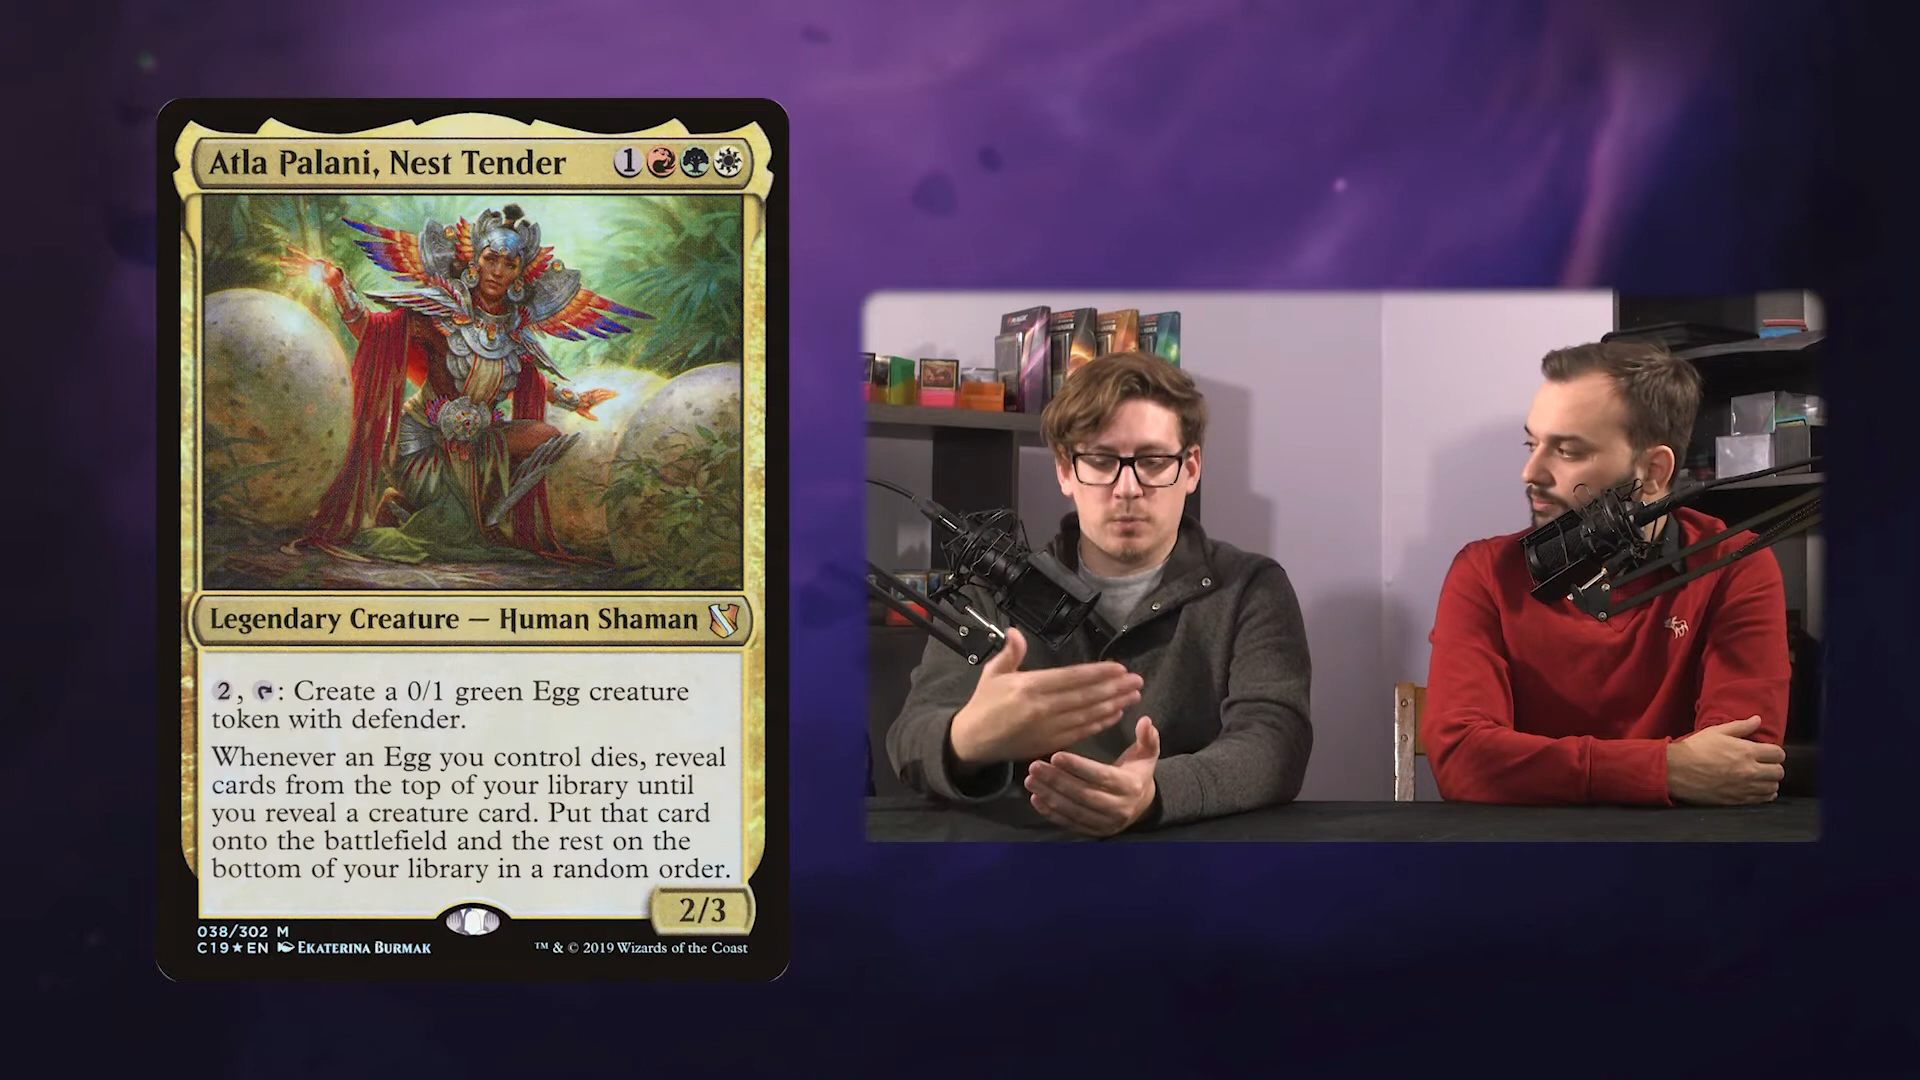 Atla Palani, Nest Tender 1
Legendary Creature — Human Shaman
2, : Create a 0/1 green Egg creature
token with defender.
Whenever an Egg you control dies, reveal
cards from the top of your library until
you reveal a creature card. Put that card
onto the battlefield and the rest on the
bottom of your library in a random order.
2/3
038/302 M
C19★EN Ekaterina Burmak
™ & © 2019 Wizards of the Coast